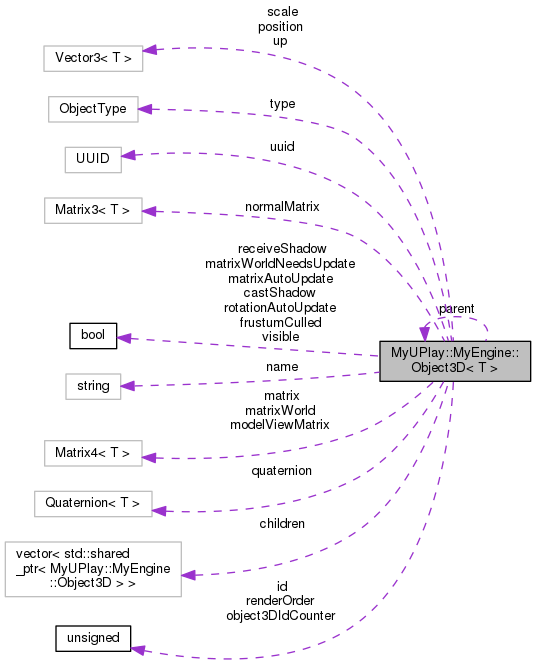 scale
position
up
Vector3< T >
parent
type
ObjectType
uuid
UUID
normalMatrix
Matrix3< T >
receiveShadow
matrixWorldNeedsUpdate
matrixAutoUpdate
castShadow
rotationAutoUpdate
frustumCulled
visible
bool
MyUPlay::MyEngine::
Object3D< T >
name
string
matrix
matrixWorld
modelViewMatrix
Matrix4< T >
quaternion
Quaternion< T >
children
vector< std::shared
_ptr< MyUPlay::MyEngine
::Object3D > >
id
renderOrder
object3DIdCounter
unsigned